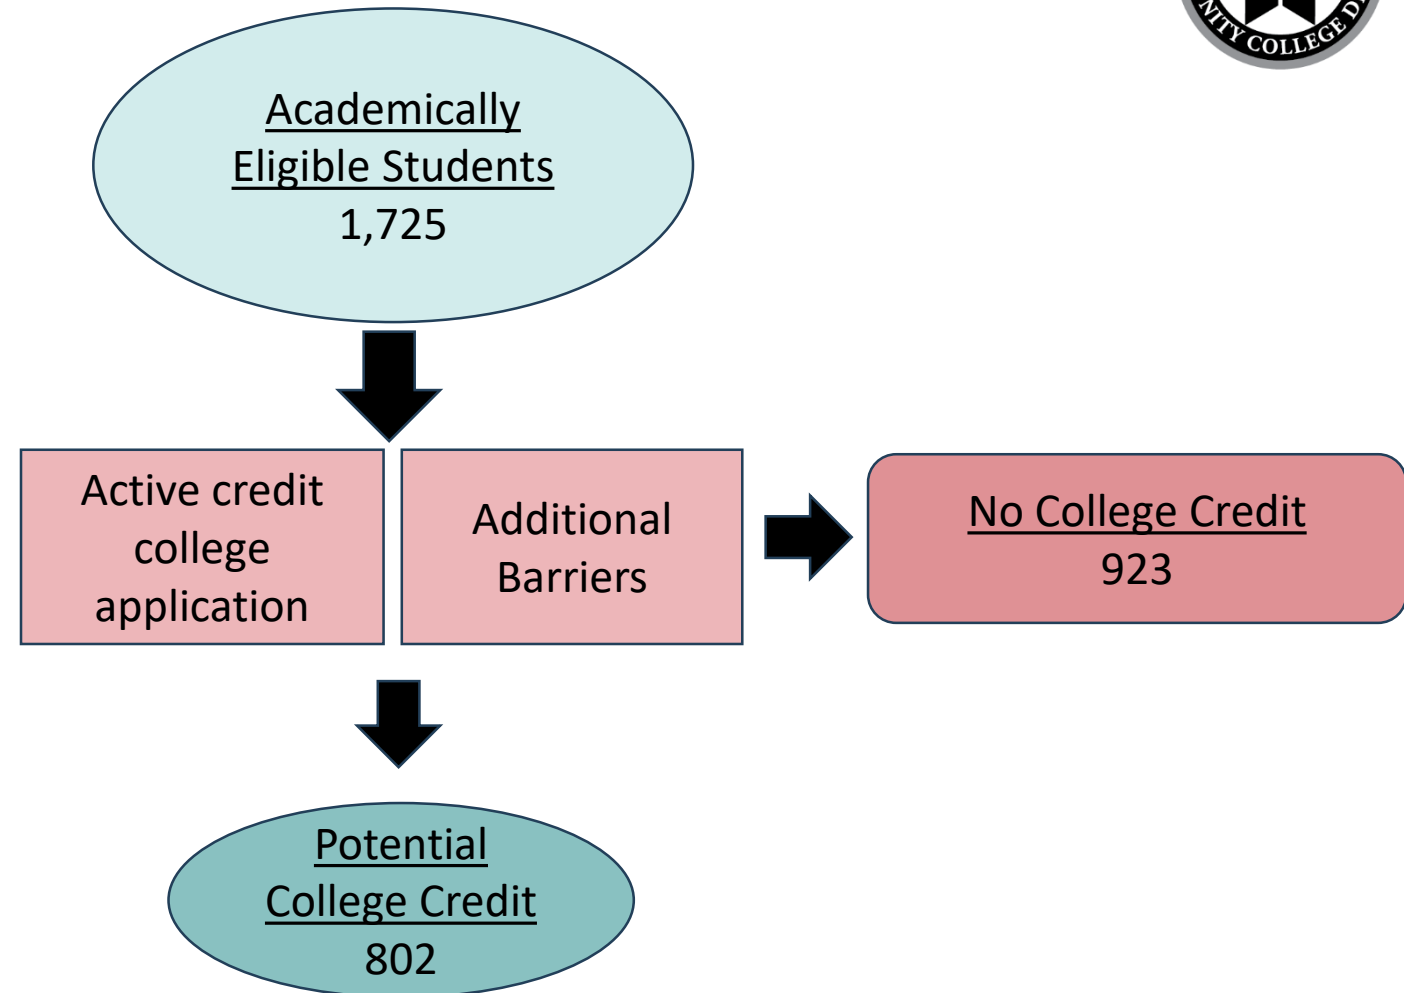 COLLEGE
Academically
Eligible Students
1,725
Active credit
college
application
Additional
Barriers
No College Credit
923
Potential
College Credit
802